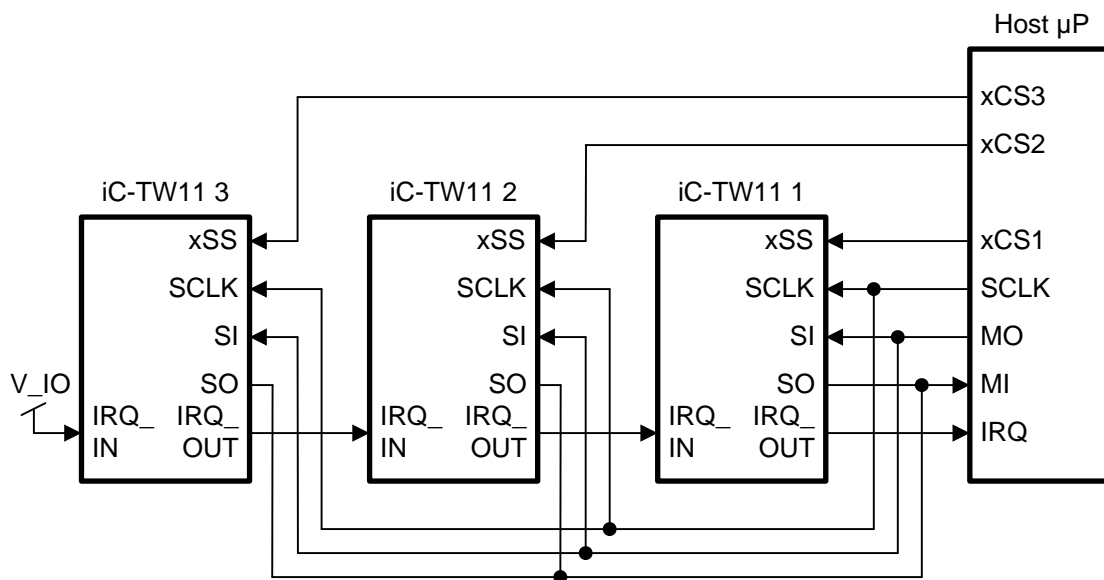 Host µP
xCS3
xCS2
iC-TW11 3
iC-TW11 2
iC-TW11 1
xSS
xSS
xSS
xCS1
SCLK
SCLK
SCLK
SCLK
SI
SI
SI
MO
V_IO
SO
SO
SO
MI
IRQ_
IN
IRQ_
OUT
IRQ_
IN
IRQ_
OUT
IRQ_
IN
IRQ_
OUT
IRQ